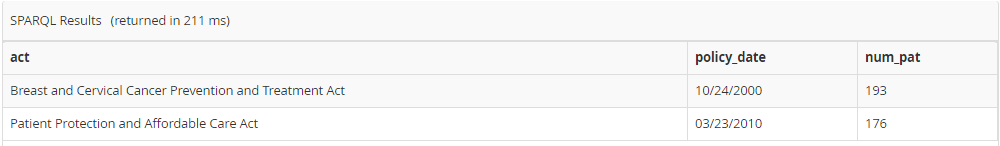 SPARQL Results (returned in 211 ms)
act policy_date num_pat
Breast and Cervical Cancer Prevention and Treatment Act 10/24/2000 193
Patient Protection and Affordable Care Act 03/23/2010 176